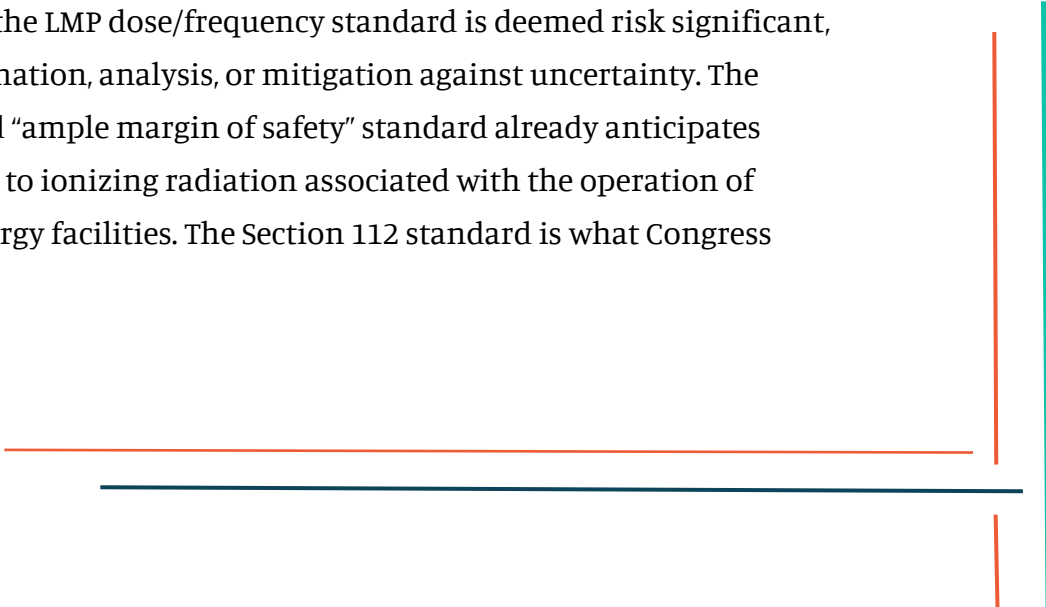 the LMP dose/frequency standard is deemed risk significant,
analysis, or mitigation against uncertainty. The
“ample margin of safety” standard already anticipates
to ionizing radiation associated with the operation of
facilities. The Section 112 standard is what Congress